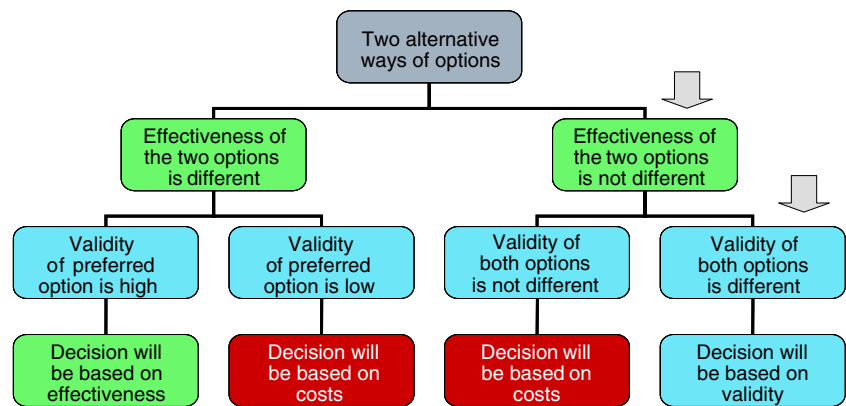 Two alternative
ways of options
Effectiveness of
the two options
is different
Effectiveness of
the two options
is not different
Validity
of preferred
option is high
Validity
of preferred
option is low
Validity of
both options
is not different
Validity of
both options
is different
Decision will
be based on
effectiveness
Decision will
be based on
costs
Decision will
be based on
costs
Decision will
be based on
validity